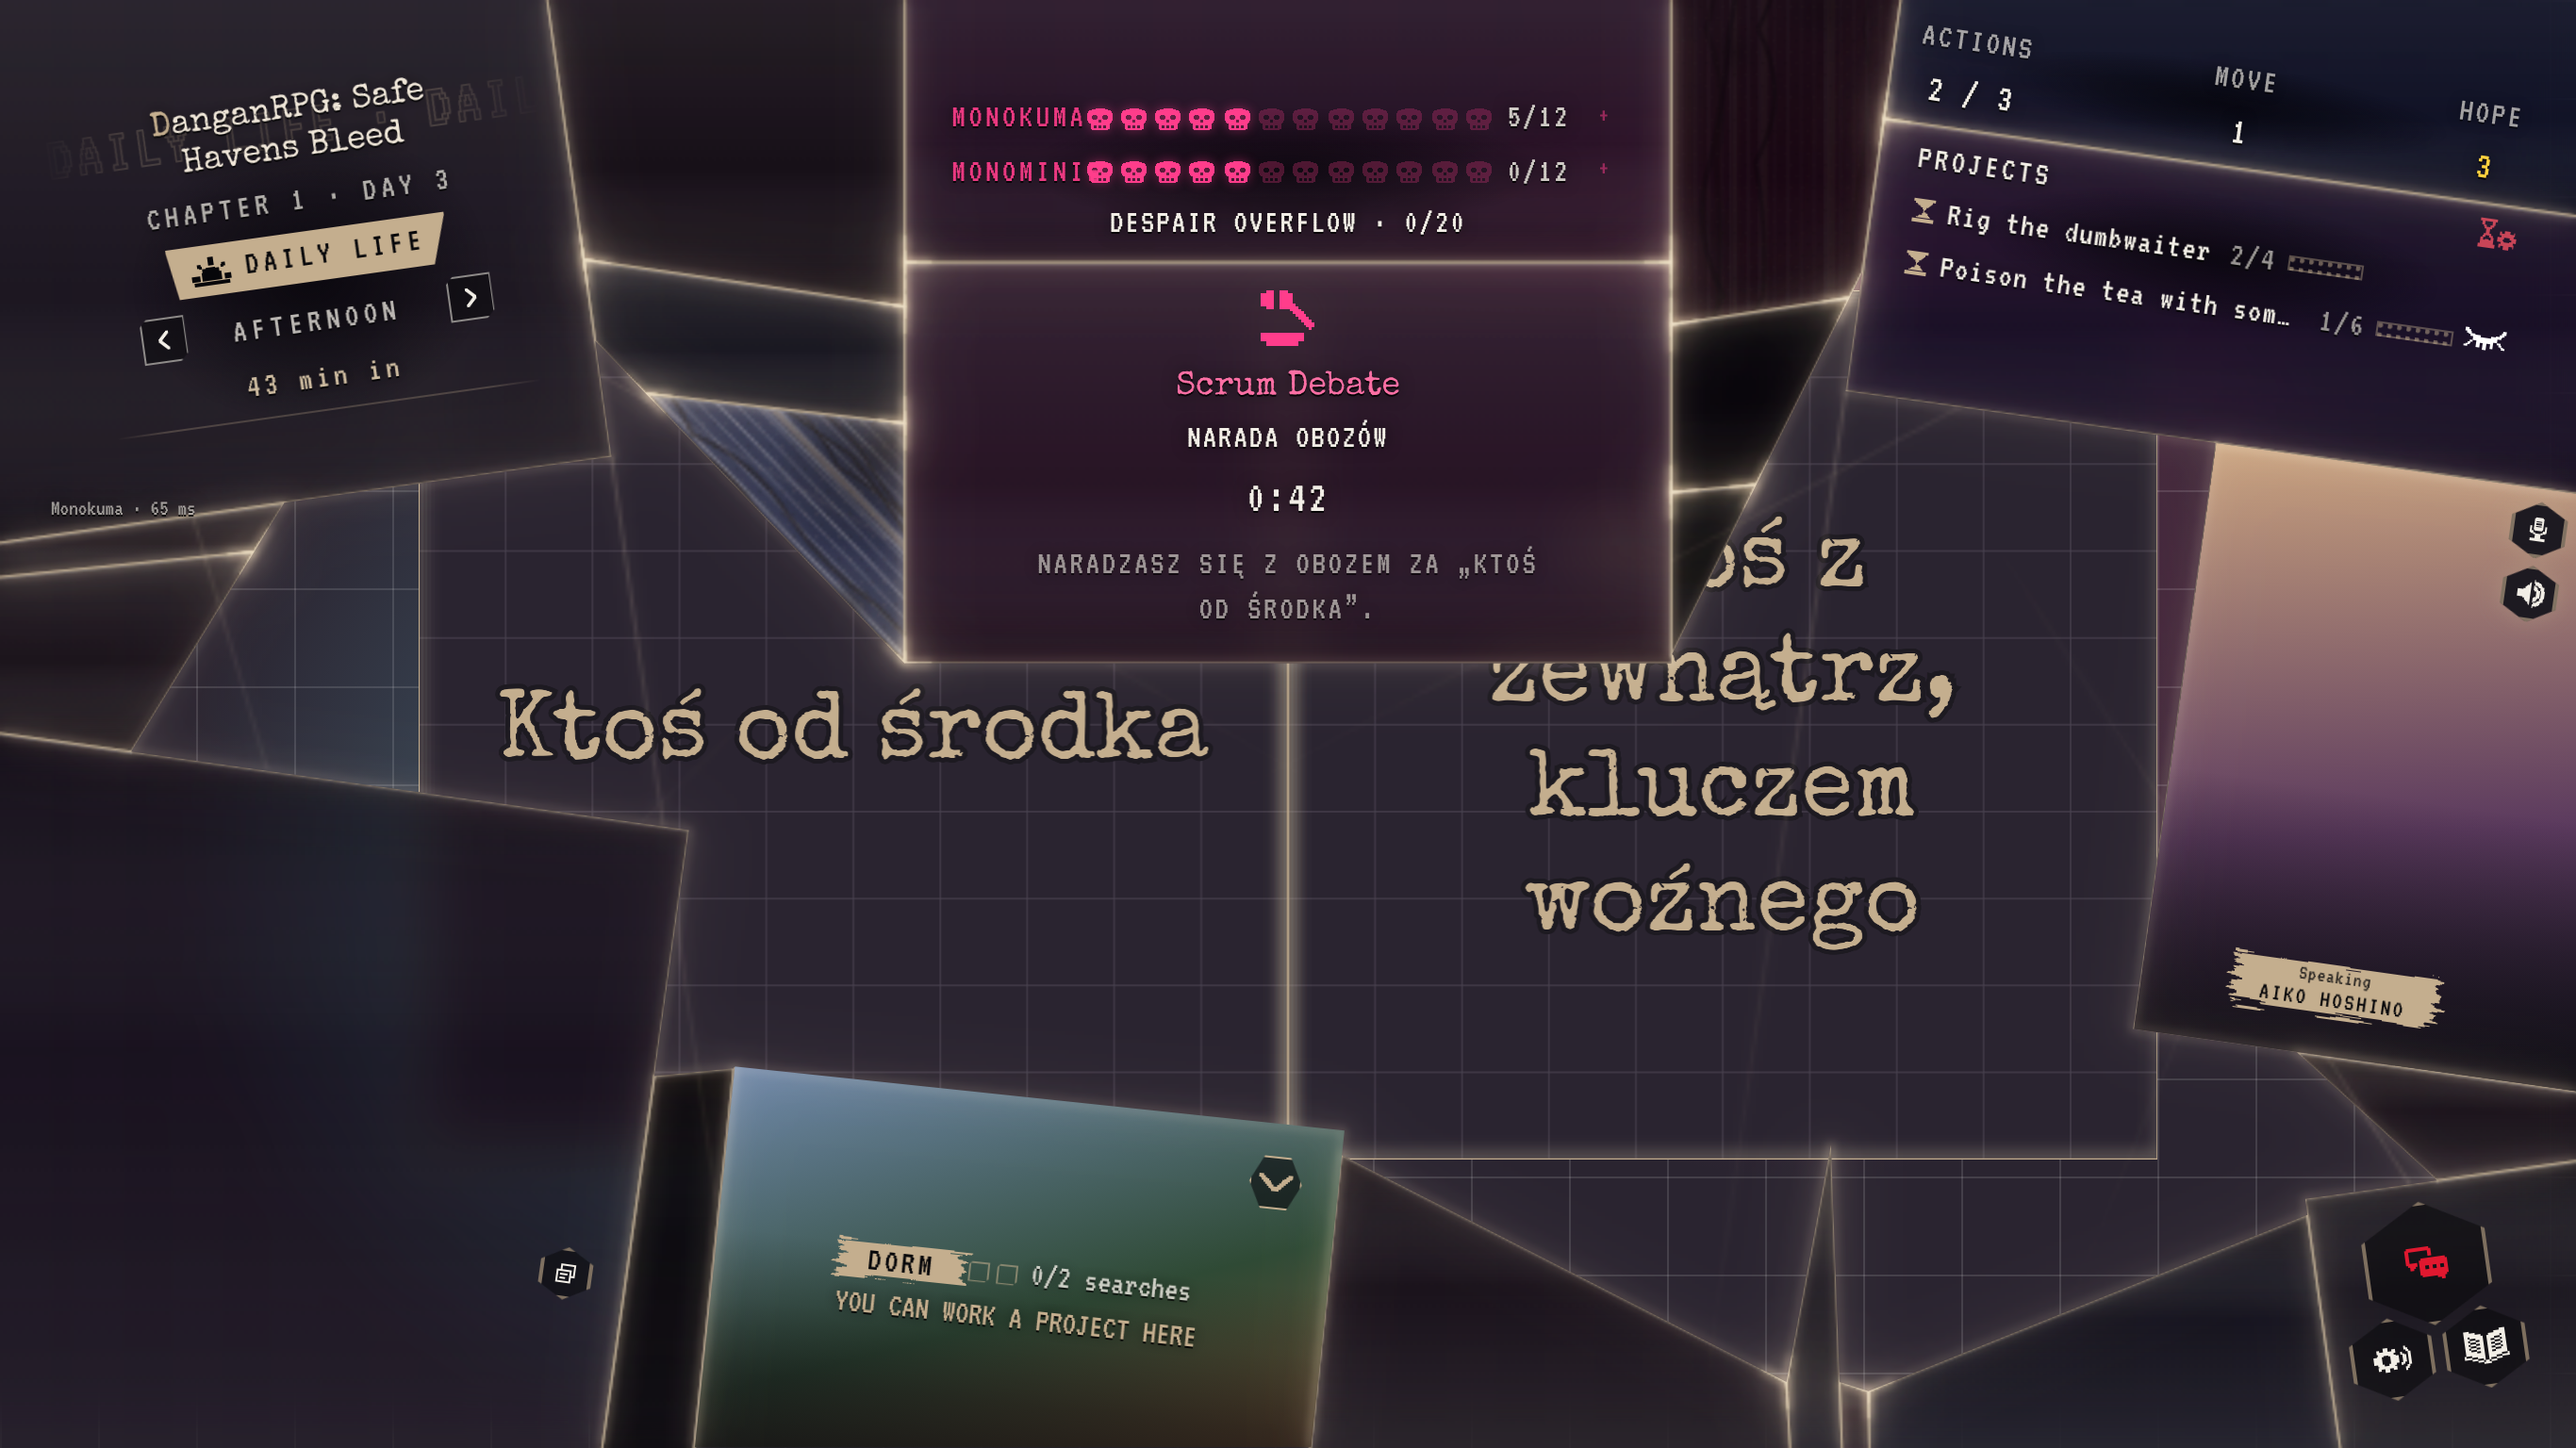 DanganRPG: Safe
Havens Bleed
CHAPTER 1 · DAY 3
DAILY LIFE
AFTERNOON
43 min in
Monokuma · 65 ms
MONOKUMA 5/12 +
MONOMINI 0/12 +
DESPAIR OVERFLOW · 0/20
Scrum Debate
NARADA OBOZÓW
0:42
NARADZASZ SIĘ Z OBOZEM ZA „KTOŚ
OD ŚRODKA”.
ACTIONS
2 / 3
MOVE
1
HOPE
3
PROJECTS
Rig the dumbwaiter 2/4
Poison the tea with som… 1/6
Ktoś od środka
oś z
zewnątrz,
kluczem
woźnego
Speaking
AIKO HOSHINO
DORM 0/2 searches
YOU CAN WORK A PROJECT HERE